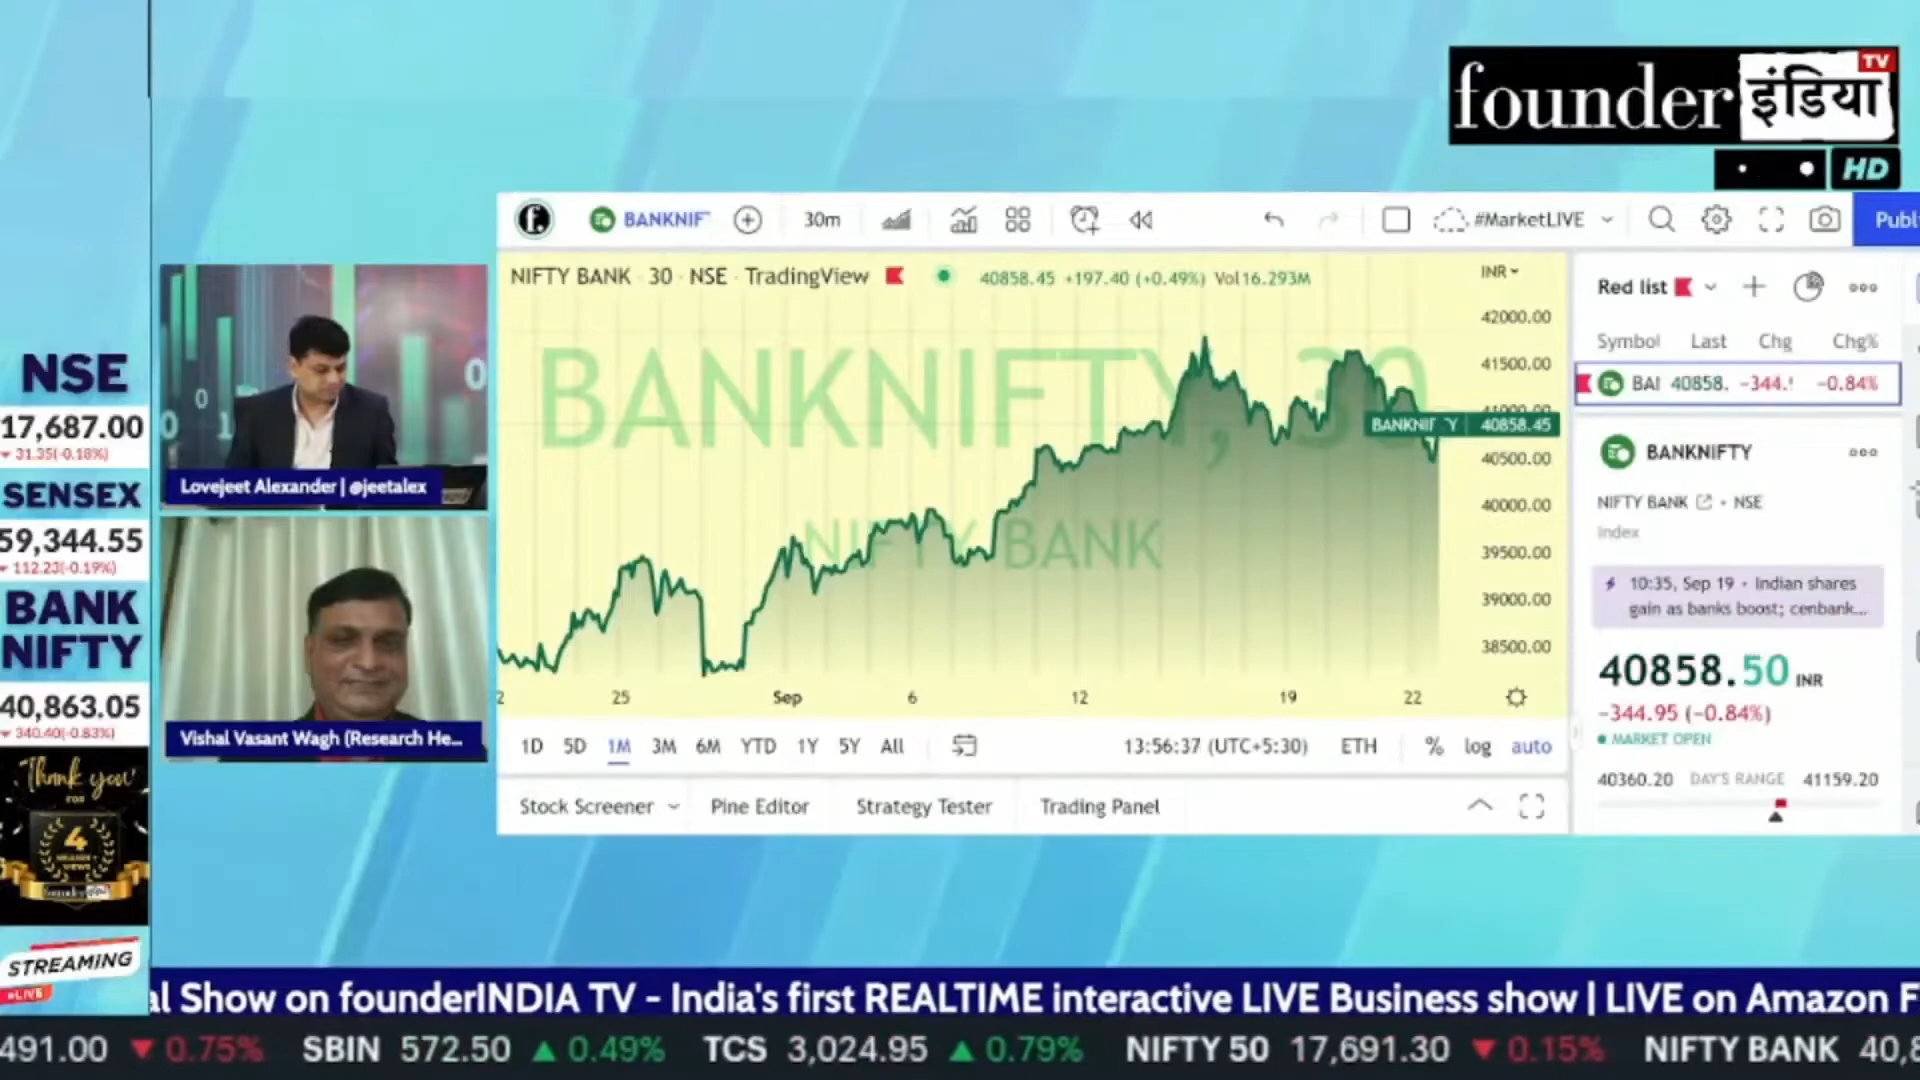 founder इंडिया TV
HD
NSE
17,687.00
▼ 31.35(-0.18%)
SENSEX
59,344.55
▼ 112.23(-0.19%)
BANK
NIFTY
40,863.05
▼ 340.40(-0.83%)
Thank you
FOR
4
VIEWS
STREAMING
LIVE
Lovejeet Alexander | @jeetalex
Vishal Vasant Wagh (Research He...
BANKNIF
30m
#MarketLIVE
Publ
NIFTY BANK 30 NSE TradingView
40858.45 +197.40 (+0.49%) Vol16.293M
INR
BANKNIFTY, 30
NIFTY BANK
42000.00
41500.00
41000.00
BANKNIFTY 40858.45
40500.00
40000.00
39500.00
39000.00
38500.00
2 25 Sep 6 12 19 22
1D 5D 1M 3M 6M YTD 1Y 5Y All
13:56:37 (UTC+5:30) ETH % log auto
Stock Screener Pine Editor Strategy Tester Trading Panel
Red list
Symbol Last Chg Chg%
BAI 40858. -344. -0.84%
BANKNIFTY
NIFTY BANK • NSE
Index
10:35, Sep 19 • Indian shares
gain as banks boost; cenbank...
40858.50 INR
-344.95 (-0.84%)
MARKET OPEN
40360.20 DAY'S RANGE 41159.20
al Show on founderINDIA TV - India's first REALTIME interactive LIVE Business show | LIVE on Amazon F
491.00 ▼ 0.75% SBIN 572.50 ▲ 0.49% TCS 3,024.95 ▲ 0.79% NIFTY 50 17,691.30 ▼ 0.15% NIFTY BANK 40,8